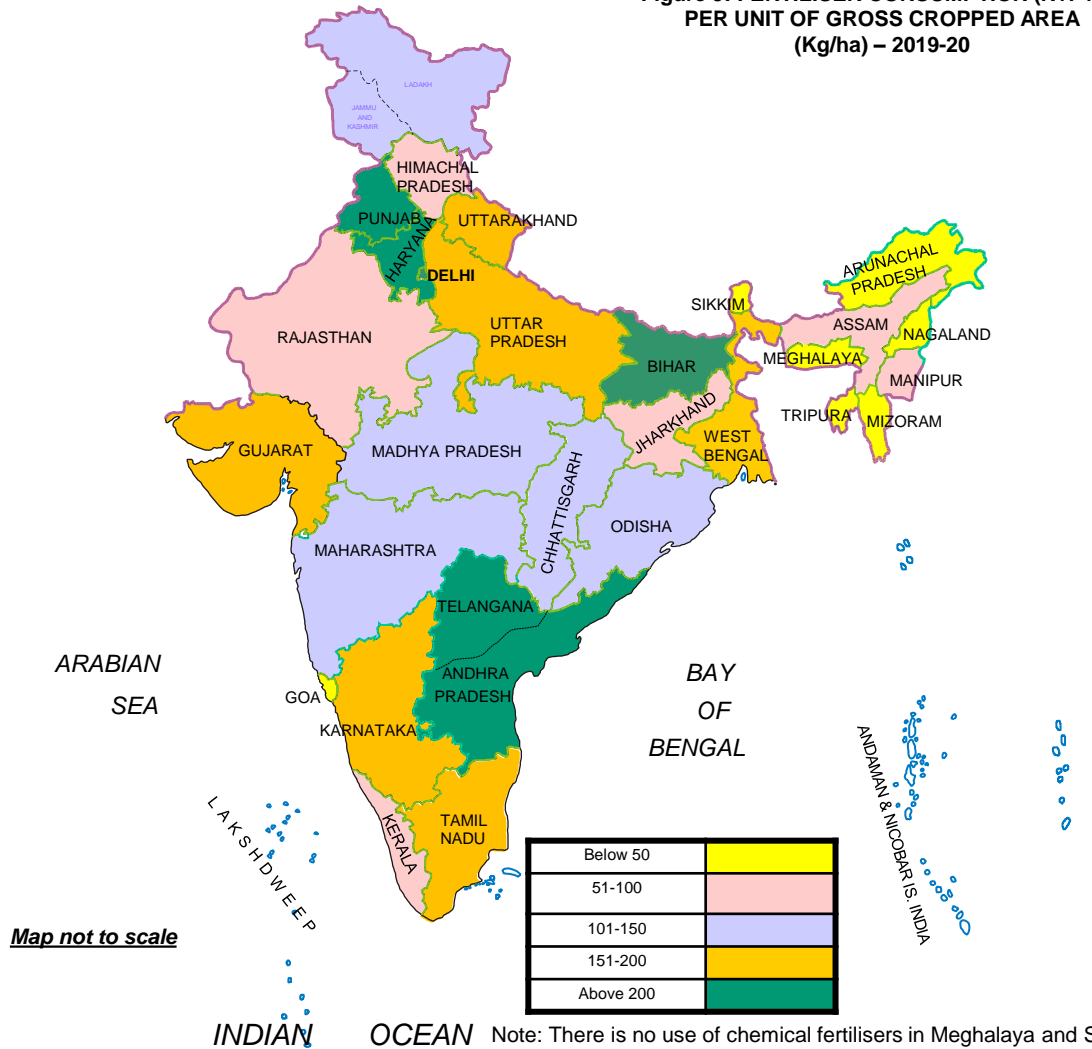 PER UNIT OF GROSS CROPPED AREA
(Kg/ha) – 2019-20
LADAKH
JAMMU
AND
KASHMIR
HIMACHAL
PRADESH
PUNJAB
UTTARAKHAND
HARYANA
DELHI
ARUNACHAL
PRADESH
SIKKIM
RAJASTHAN
UTTAR
PRADESH
ASSAM
NAGALAND
BIHAR
MEGHALAYA
MANIPUR
JHARKHAND
TRIPURA
MIZORAM
GUJARAT
MADHYA PRADESH
WEST
BENGAL
CHHATTISGARH
ODISHA
MAHARASHTRA
TELANGANA
ARABIAN
SEA
ANDHRA
PRADESH
BAY
OF
BENGAL
GOA
KARNATAKA
ANDAMAN & NICOBAR IS. INDIA
LAKSHDWEEP
TAMIL
NADU
KERALA
Below 50
51-100
101-150
151-200
Above 200
Map not to scale
INDIAN OCEAN
Note: There is no use of chemical fertilisers in Meghalaya and